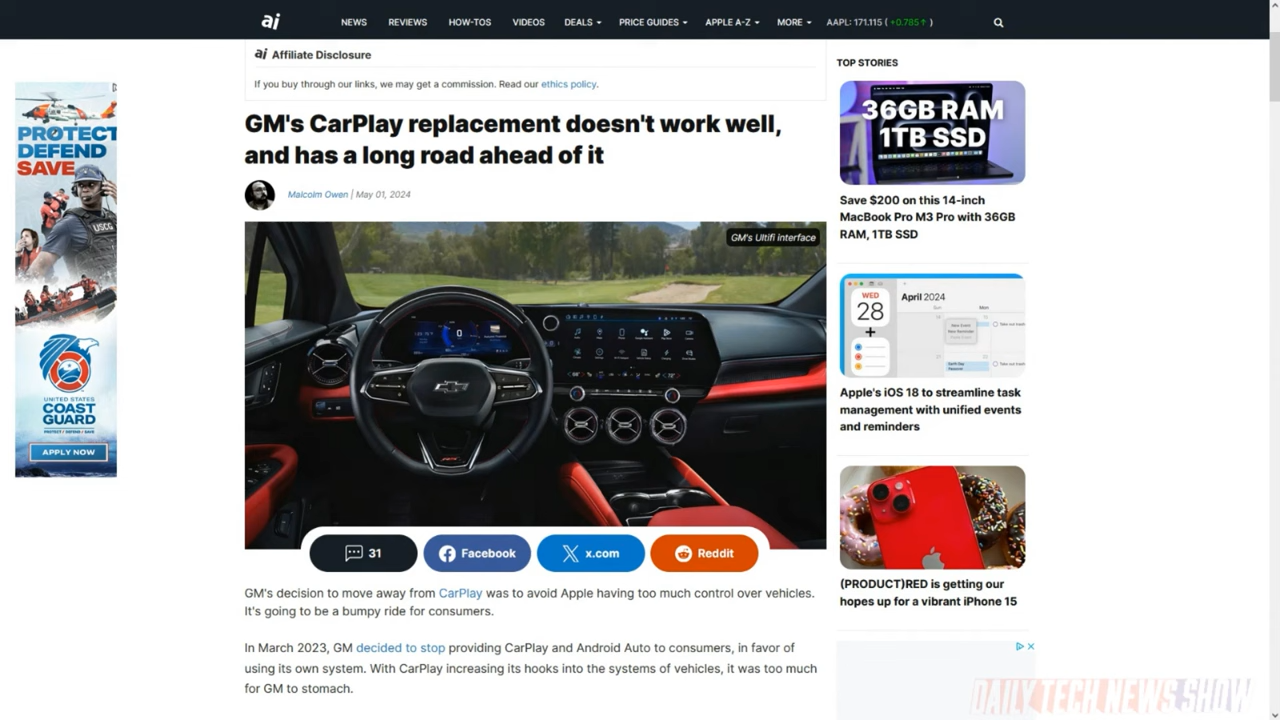 ai NEWS REVIEWS HOW-TOS VIDEOS DEALS PRICE GUIDES APPLE A-Z MORE AAPL: 171.115 ( +0.785↑ )
ai Affiliate Disclosure
If you buy through our links, we may get a commission. Read our ethics policy.
GM's CarPlay replacement doesn't work well,
and has a long road ahead of it
Malcolm Owen | May 01, 2024
GM's Ultifi interface
31 Facebook x.com Reddit
GM's decision to move away from CarPlay was to avoid Apple having too much control over vehicles.
It's going to be a bumpy ride for consumers.
In March 2023, GM decided to stop providing CarPlay and Android Auto to consumers, in favor of
using its own system. With CarPlay increasing its hooks into the systems of vehicles, it was too much
for GM to stomach.
PROTECT
DEFEND
SAVE
USCG
UNITED STATES
COAST
GUARD
PROTECT / DEFEND / SAVE
APPLY NOW
TOP STORIES
36GB RAM
1TB SSD
Save $200 on this 14-inch
MacBook Pro M3 Pro with 36GB
RAM, 1TB SSD
WED
28
+
April 2024
Apple's iOS 18 to streamline task
management with unified events
and reminders
(PRODUCT)RED is getting our
hopes up for a vibrant iPhone 15
DAILY TECH NEWS SHOW